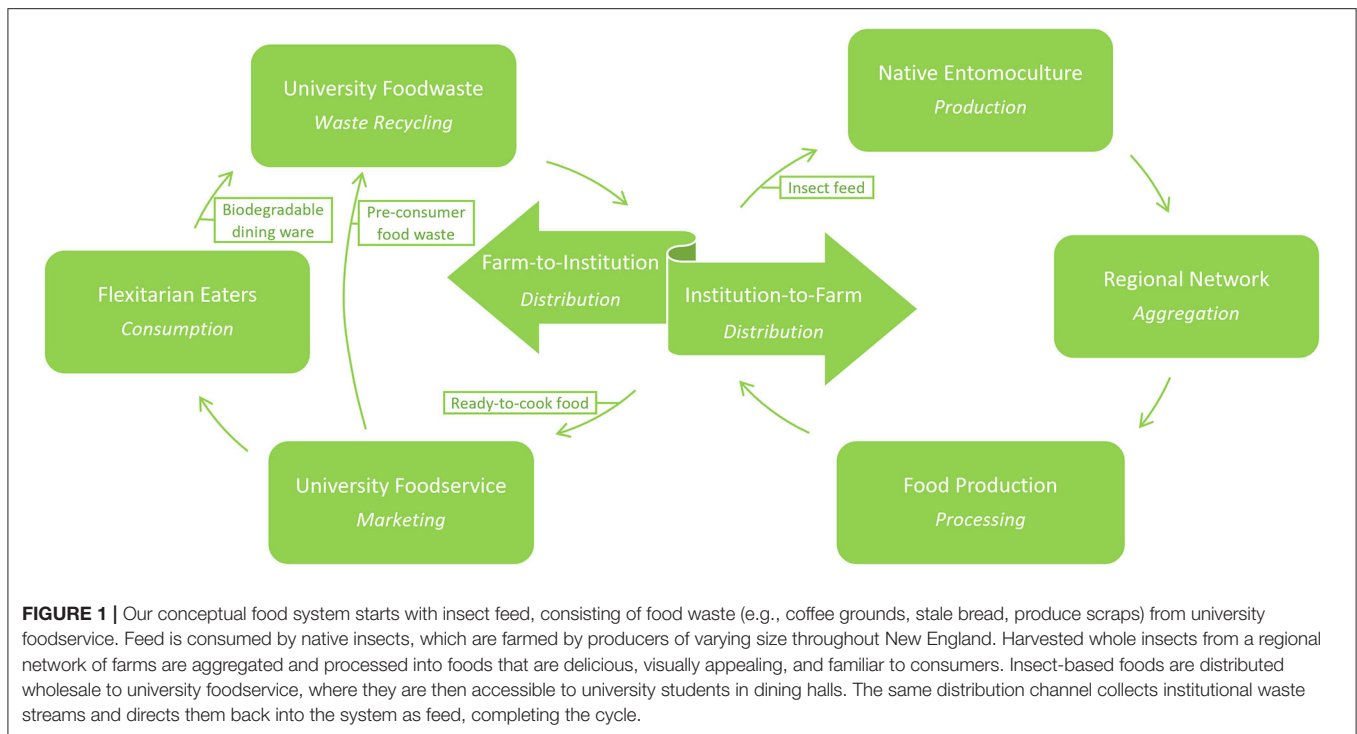 University Foodwaste
Waste Recycling
Native Entomoculture
Production
Biodegradable
dining ware
Pre-consumer
food waste
Insect feed
Farm-to-Institution
Distribution
Institution-to-Farm
Distribution
Flexitarian Eaters
Consumption
Regional Network
Aggregation
Ready-to-cook food
University Foodservice
Marketing
Food Production
Processing
FIGURE 1 | Our conceptual food system starts with insect feed, consisting of food waste (e.g., coffee grounds, stale bread, produce scraps) from university
foodservice. Feed is consumed by native insects, which are farmed by producers of varying size throughout New England. Harvested whole insects from a regional
network of farms are aggregated and processed into foods that are delicious, visually appealing, and familiar to consumers. Insect-based foods are distributed
wholesale to university foodservice, where they are then accessible to university students in dining halls. The same distribution channel collects institutional waste
streams and directs them back into the system as feed, completing the cycle.